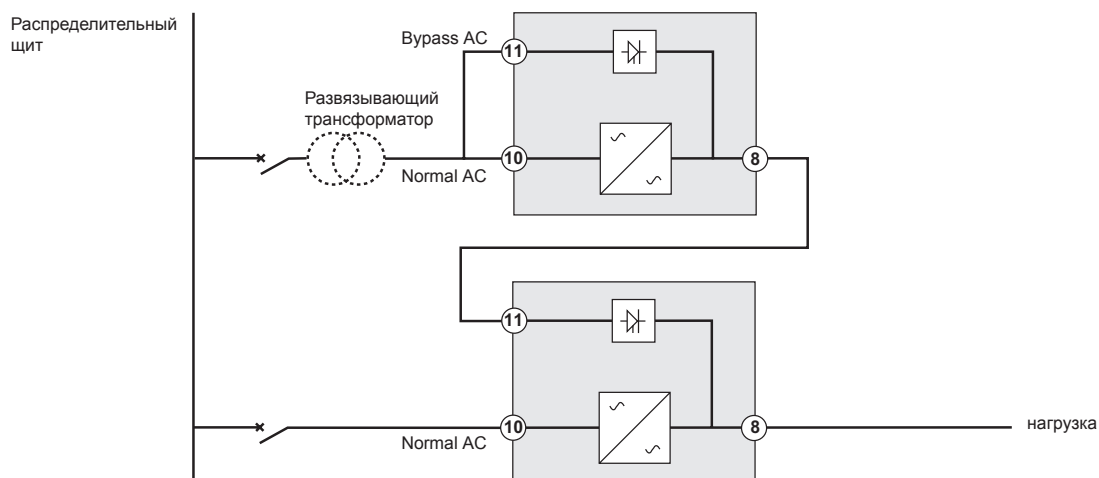 Распределительный
щит
Bypass AC
11
Развязывающий
трансформатор
10
8
Normal AC
11
10
8
нагрузка
Normal AC